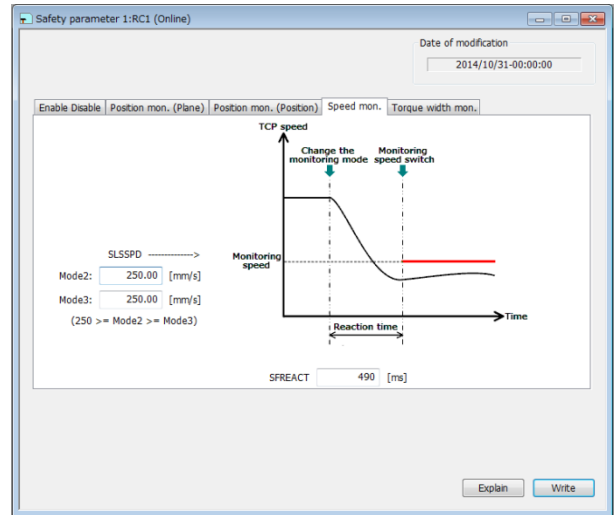 Safety parameter 1:RC1 (Online)
Date of modification
2014/10/31-00:00:00
Enable Disable
Position mon. (Plane)
Position mon. (Position)
Speed mon.
Torque width mon.
TCP speed
Change the
monitoring mode
Monitoring
speed switch
SLSSPD ------------->
Monitoring
speed
Mode2: 250.00 [mm/s]
Mode3: 250.00 [mm/s]
(250 >= Mode2 >= Mode3)
Time
Reaction time
SFREACT 490 [ms]
Explain
Write